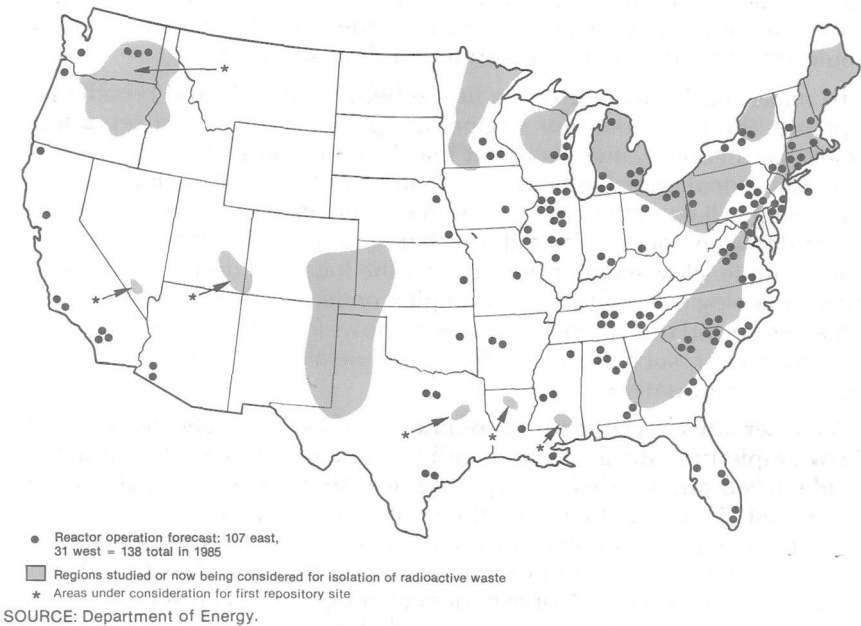 ● Reactor operation forecast: 107 east,
31 west = 138 total in 1985
Regions studied or now being considered for isolation of radioactive waste
* Areas under consideration for first repository site
SOURCE: Department of Energy.